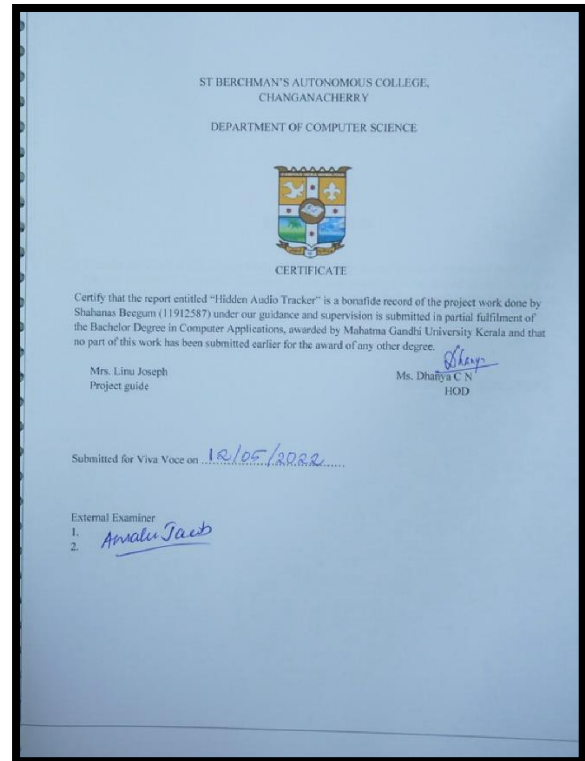 ST BERCHMAN'S AUTONOMOUS COLLEGE,
CHANGANACHERRY
DEPARTMENT OF COMPUTER SCIENCE
CERTIFICATE
Certify that the report entitled "Hidden Audio Tracker" is a bonafide record of the project work done by
Shahanas Beegum (11912587) under our guidance and supervision is submitted in partial fulfilment of
the Bachelor Degree in Computer Applications, awarded by Mahatma Gandhi University Kerala and that
no part of this work has been submitted earlier for the award of any other degree.
Dhanya
Mrs. Linu Joseph
Ms. Dhanya C N
Project guide
HOD
Submitted for Viva Voce on 12/05/2022
External Examiner
1.
2.